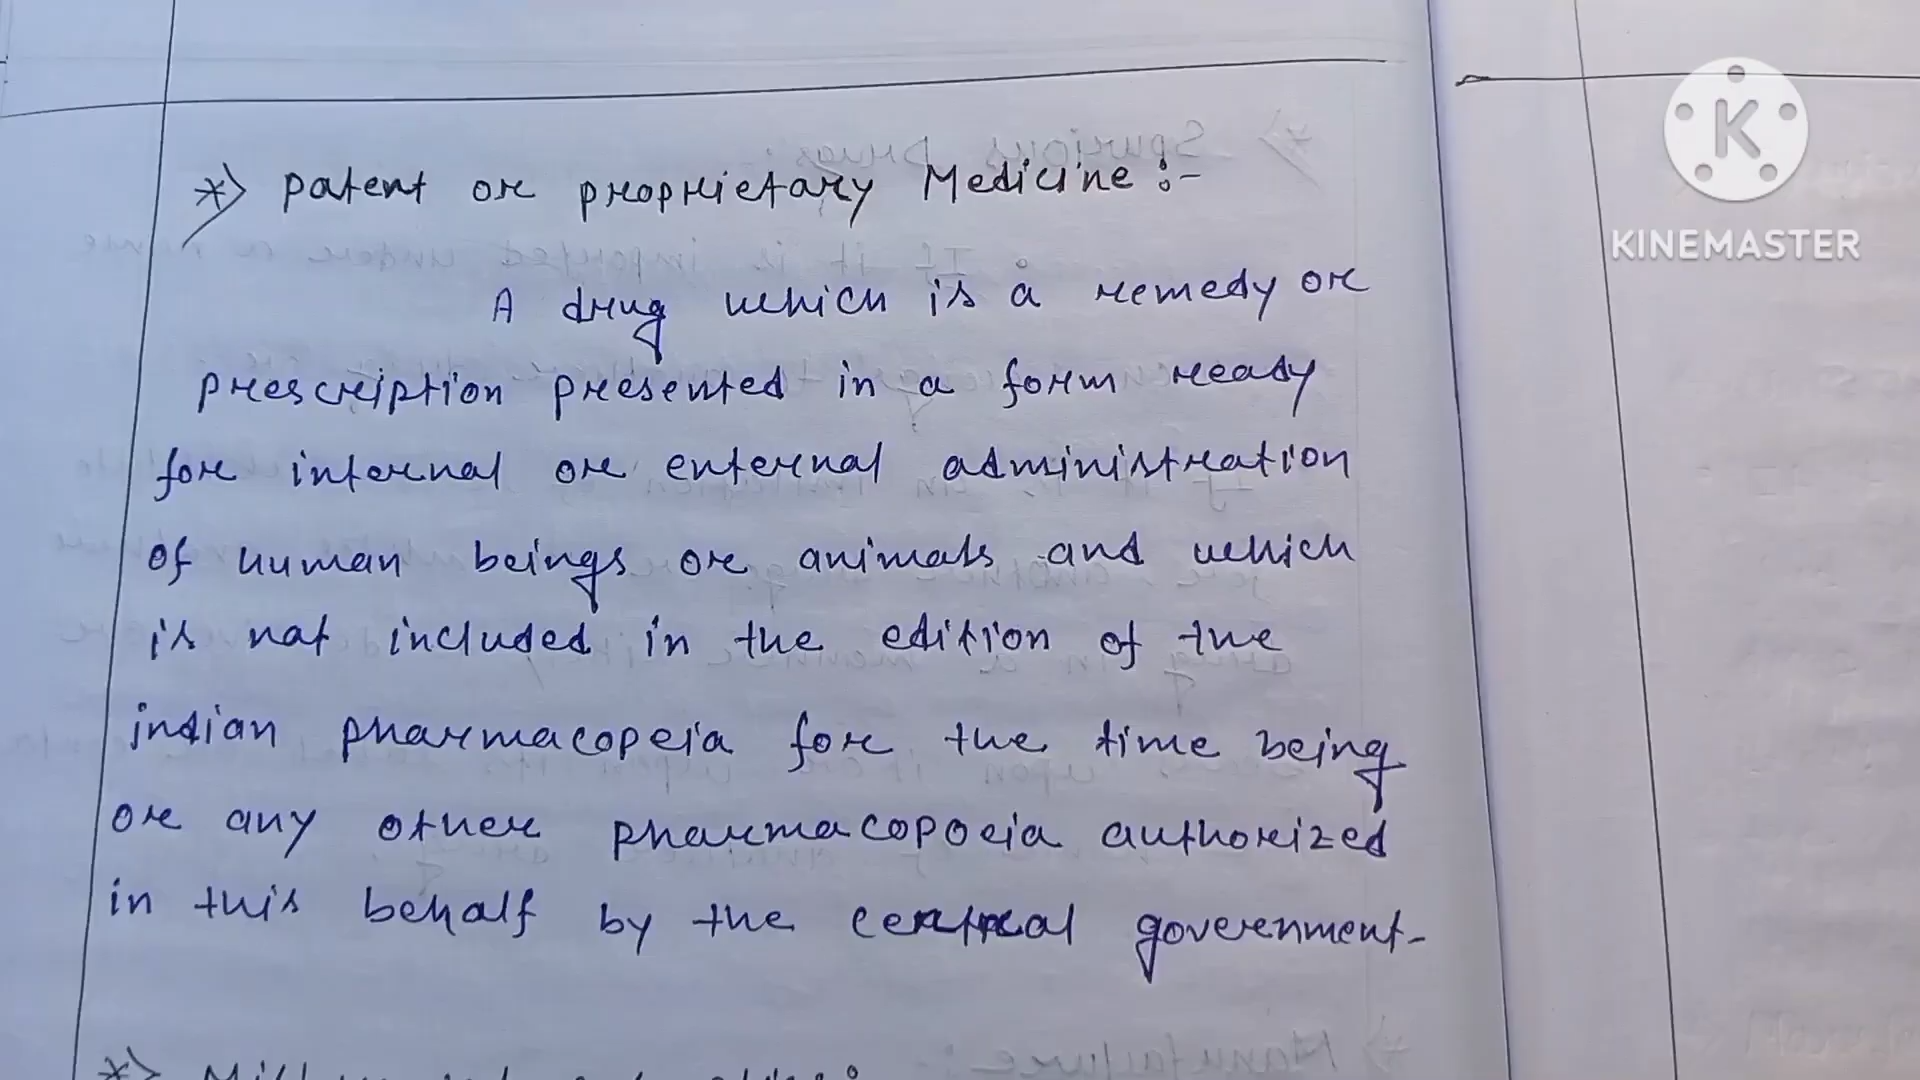 *) Patent or proprietary Medicine :-
A drug which is a remedy or
prescription presented in a form ready
for internal or external administration
of human beings or animals and which
is not included in the edition of the
indian pharmacopeia for the time being
or any other pharmacopoeia authorized
in this behalf by the central government-
K
KINEMASTER